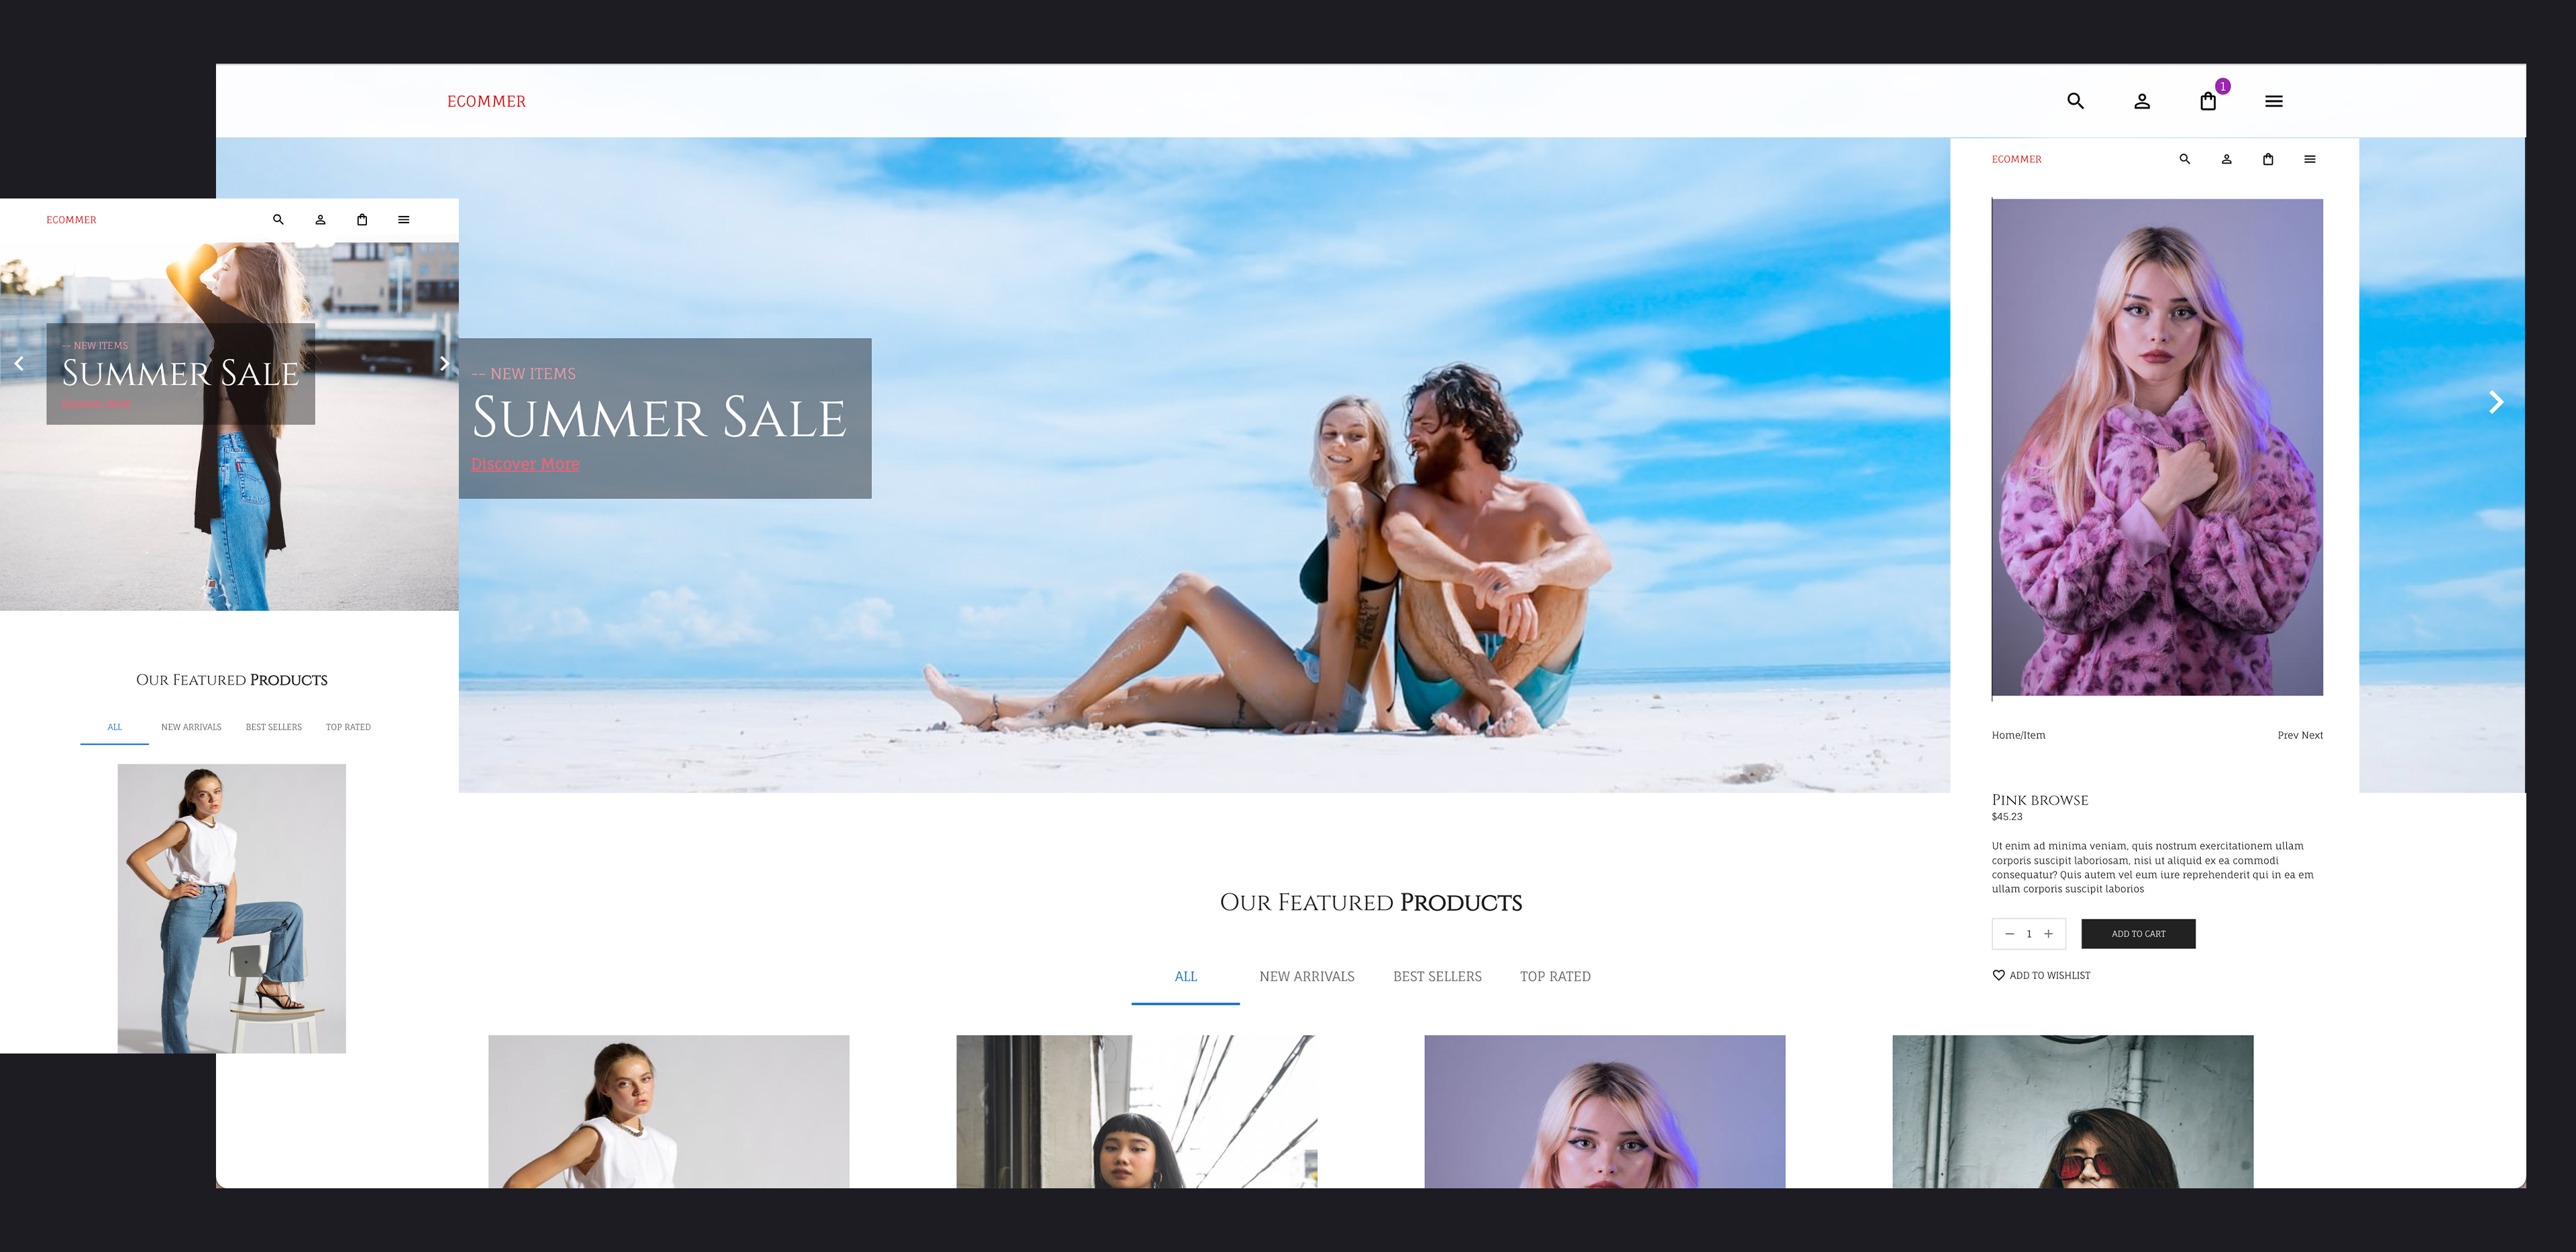 ECOMMER
1
-- NEW ITEMS
SUMMER SALE
Discover More
OUR FEATURED PRODUCTS
ALL NEW ARRIVALS BEST SELLERS TOP RATED
ECOMMER
-- NEW ITEMS
SUMMER SALE
OUR FEATURED PRODUCTS
ALL NEW ARRIVALS BEST SELLERS TOP RATED
ECOMMER
Home/Item Prev Next
PINK BROWSE
$45.23
Ut enim ad minima veniam, quis nostrum exercitationem ullam
corporis suscipit laboriosam, nisi ut aliquid ex ea commodi
consequatur? Quis autem vel eum iure reprehenderit qui in ea em
ullam corporis suscipit laborios
1 ADD TO CART
ADD TO WISHLIST